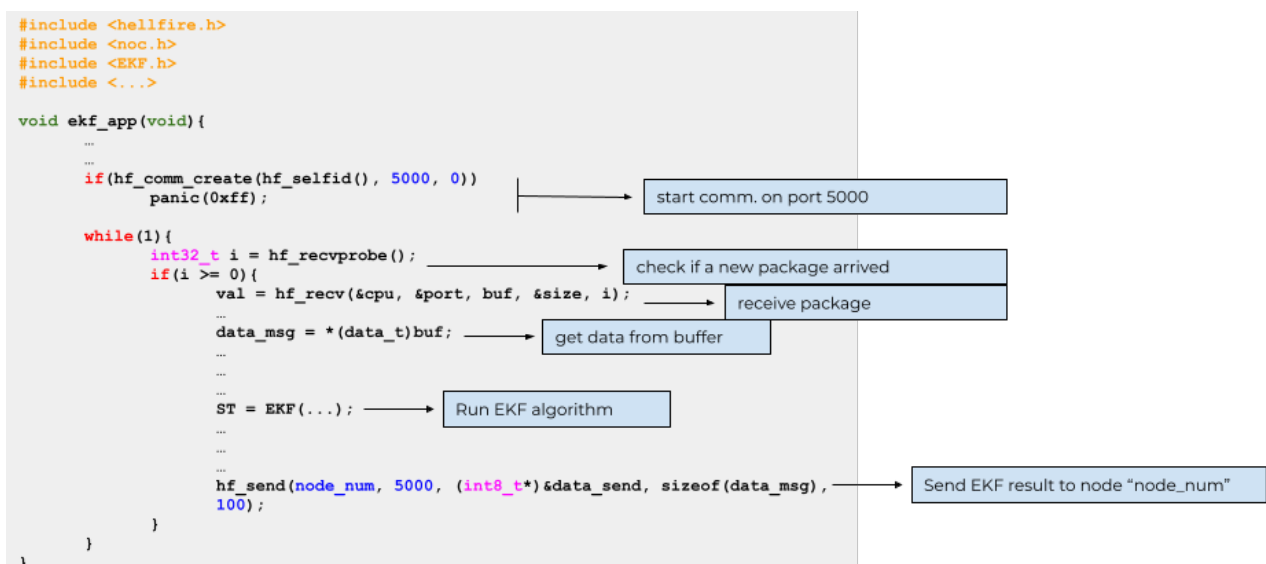 #include <hellfire.h>
#include <noc.h>
#include <EKF.h>
#include <...>
void ekf_app(void){
…
…
if(hf_comm_create(hf_selfid(), 5000, 0))
panic(0xff);
start comm. on port 5000
while(1){
int32_t i = hf_recvprobe();
check if a new package arrived
if(i >= 0){
val = hf_recv(&cpu, &port, buf, &size, i);
receive package
…
data_msg = *(data_t)buf;
get data from buffer
…
…
…
ST = EKF(...);
Run EKF algorithm
…
…
…
hf_send(node_num, 5000, (int8_t*)&data_send, sizeof(data_msg),
100);
Send EKF result to node “node_num”
}
}
}